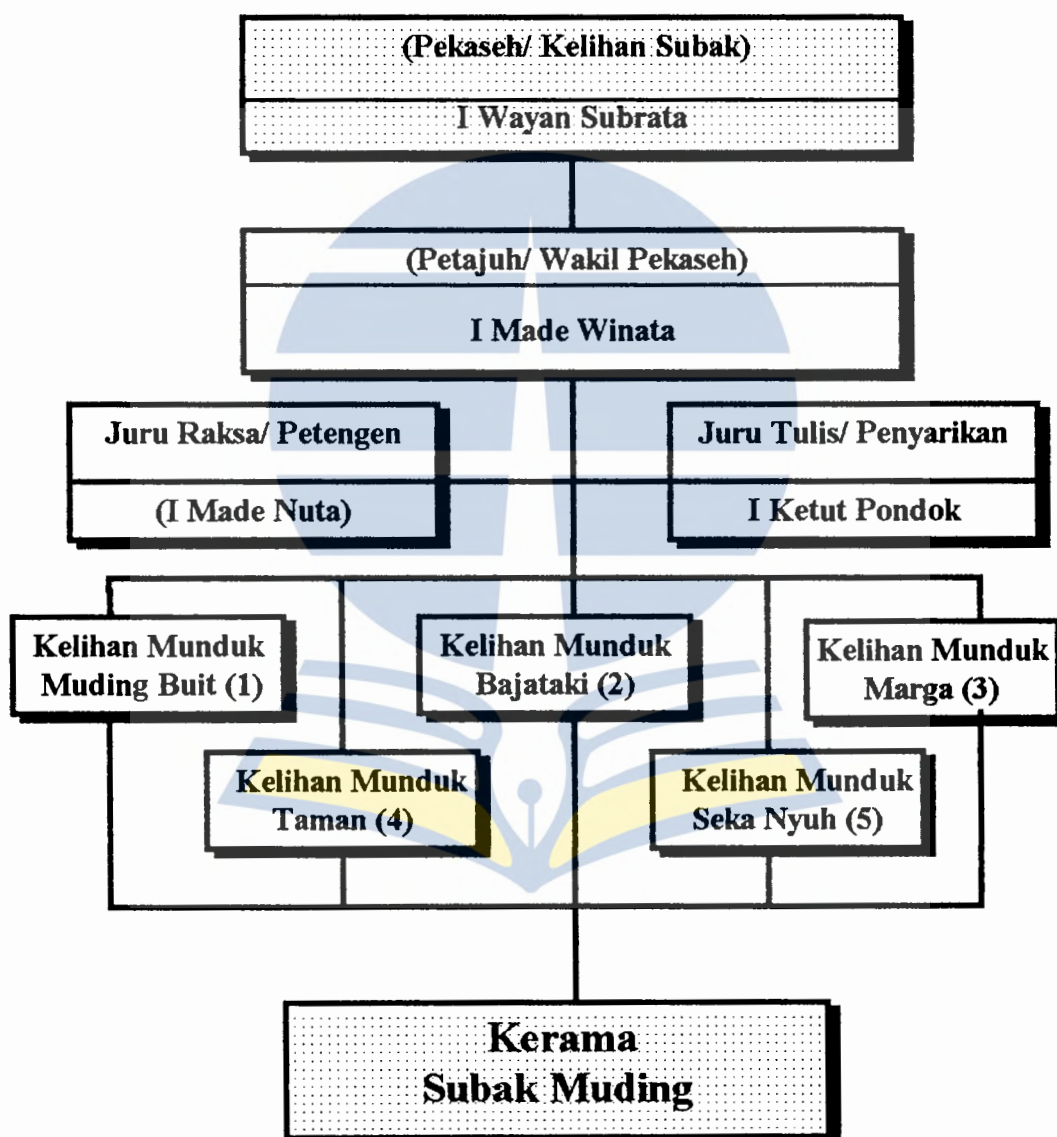 (Pekaseh/ Kelihan Subak)
I Wayan Subrata
(Petajuh/ Wakil Pekaseh)
I Made Winata
Juru Raksa/ Petengen
(I Made Nuta)
Juru Tulis/ Penyarikan
I Ketut Pondok
Kelihan Munduk
Muding Buit (1)
Kelihan Munduk
Bajataki (2)
Kelihan Munduk
Marga (3)
Kelihan Munduk
Taman (4)
Kelihan Munduk
Seka Nyuh (5)
Kerama
Subak Muding